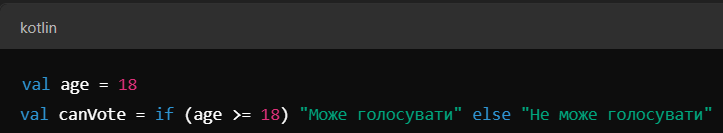 kotlin
val age = 18
val canVote = if (age >= 18) "Може голосувати" else "Не може голосувати"